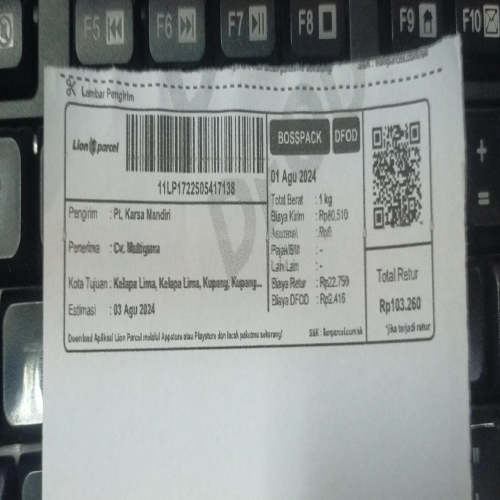 F5
F6
F7
F8
F9
F10
Lembar Pengirim
Lion parcel
11LP1722505417138
BOSSPACK
DFOD
01 Agu 2024
Total Berat : 1 kg
Biaya Kirim : Rp80.510
Asuransi : Rp0
Pajak/BM : -
Lain Lain : -
Biaya Retur : Rp22.750
Biaya DFOD : Rp2.416
Pengirim : Pt. Karsa Mandiri
Penerima : Cv. Multiguna
Kota Tujuan : Kelapa Lima, Kelapa Lima, Kupang, Kupang...
Estimasi : 03 Agu 2024
Total Retur
Rp103.260
*jika terjadi retur
Download Aplikasi Lion Parcel melalui Appstore atau Playstore dan lacak paketmu sekarang!
S&K : lionparcel.com/sk